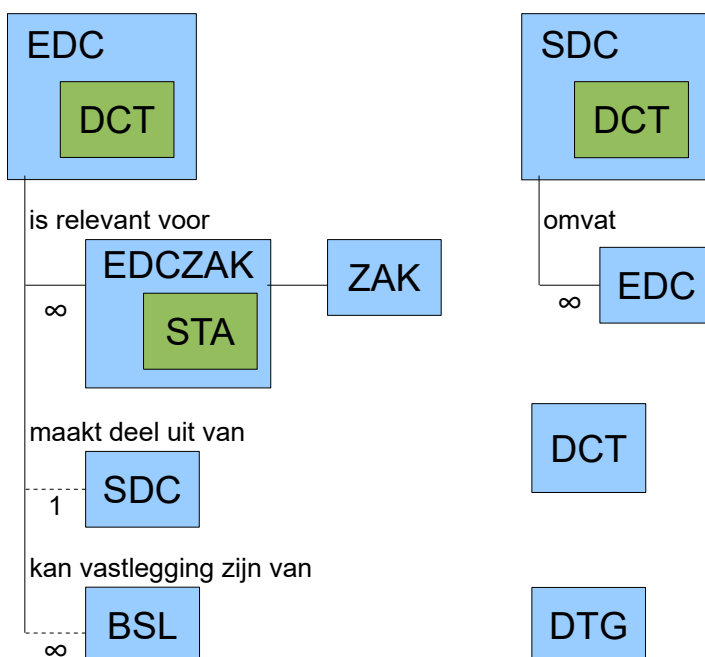 EDC
DCT
is relevant voor
EDCZAK
ZAK
∞
STA
maakt deel uit van
SDC
1
kan vastlegging zijn van
BSL
∞
SDC
DCT
omvat
EDC
∞
DCT
DTG